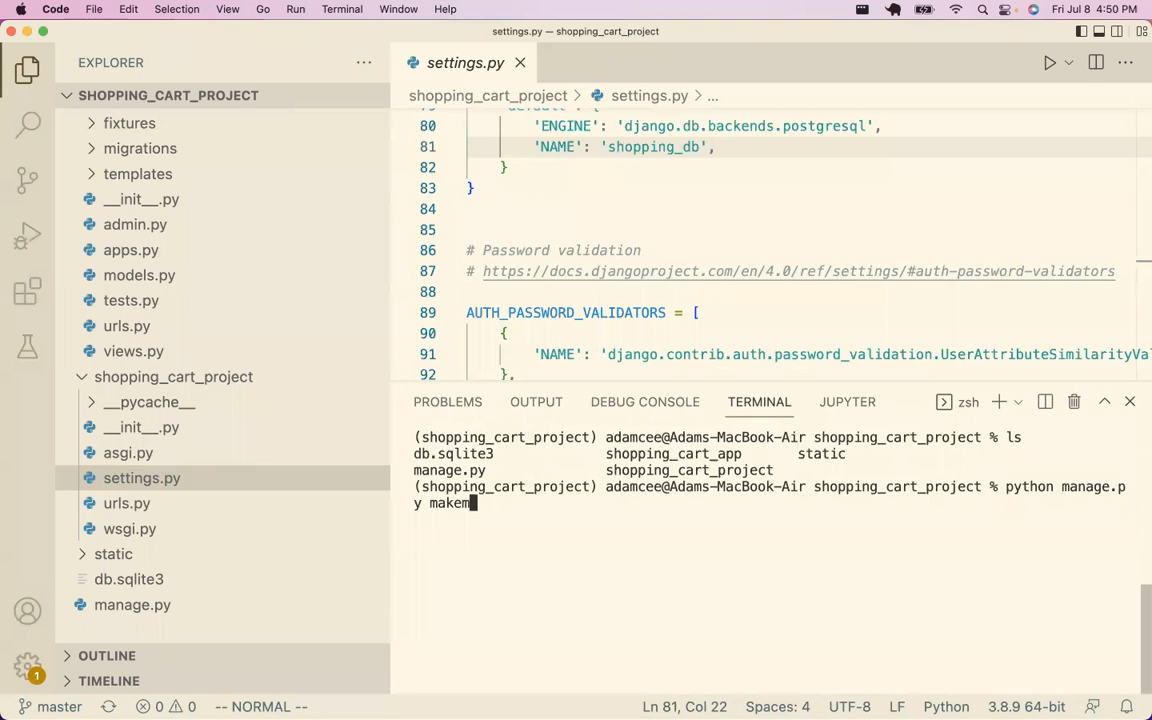 Code File Edit Selection View Go Run Terminal Window Help Fri Jul 8 4:50 PM
settings.py — shopping_cart_project
EXPLORER
SHOPPING_CART_PROJECT
fixtures
migrations
templates
__init__.py
admin.py
apps.py
models.py
tests.py
urls.py
views.py
shopping_cart_project
__pycache__
__init__.py
asgi.py
settings.py
urls.py
wsgi.py
static
db.sqlite3
manage.py
OUTLINE
TIMELINE
1
settings.py
shopping_cart_project > settings.py > ...
80 'ENGINE': 'django.db.backends.postgresql',
81 'NAME': 'shopping_db',
82 }
83 }
84
85
86 # Password validation
87 # https://docs.djangoproject.com/en/4.0/ref/settings/#auth-password-validators
88
89 AUTH_PASSWORD_VALIDATORS = [
90 {
91 'NAME': 'django.contrib.auth.password_validation.UserAttributeSimilarityVal
92 },
PROBLEMS OUTPUT DEBUG CONSOLE TERMINAL JUPYTER zsh
(shopping_cart_project) adamcee@Adams-MacBook-Air shopping_cart_project % ls
db.sqlite3 shopping_cart_app static
manage.py shopping_cart_project
(shopping_cart_project) adamcee@Adams-MacBook-Air shopping_cart_project % python manage.p
y makem
master 0 0 -- NORMAL -- Ln 81, Col 22 Spaces: 4 UTF-8 LF Python 3.8.9 64-bit